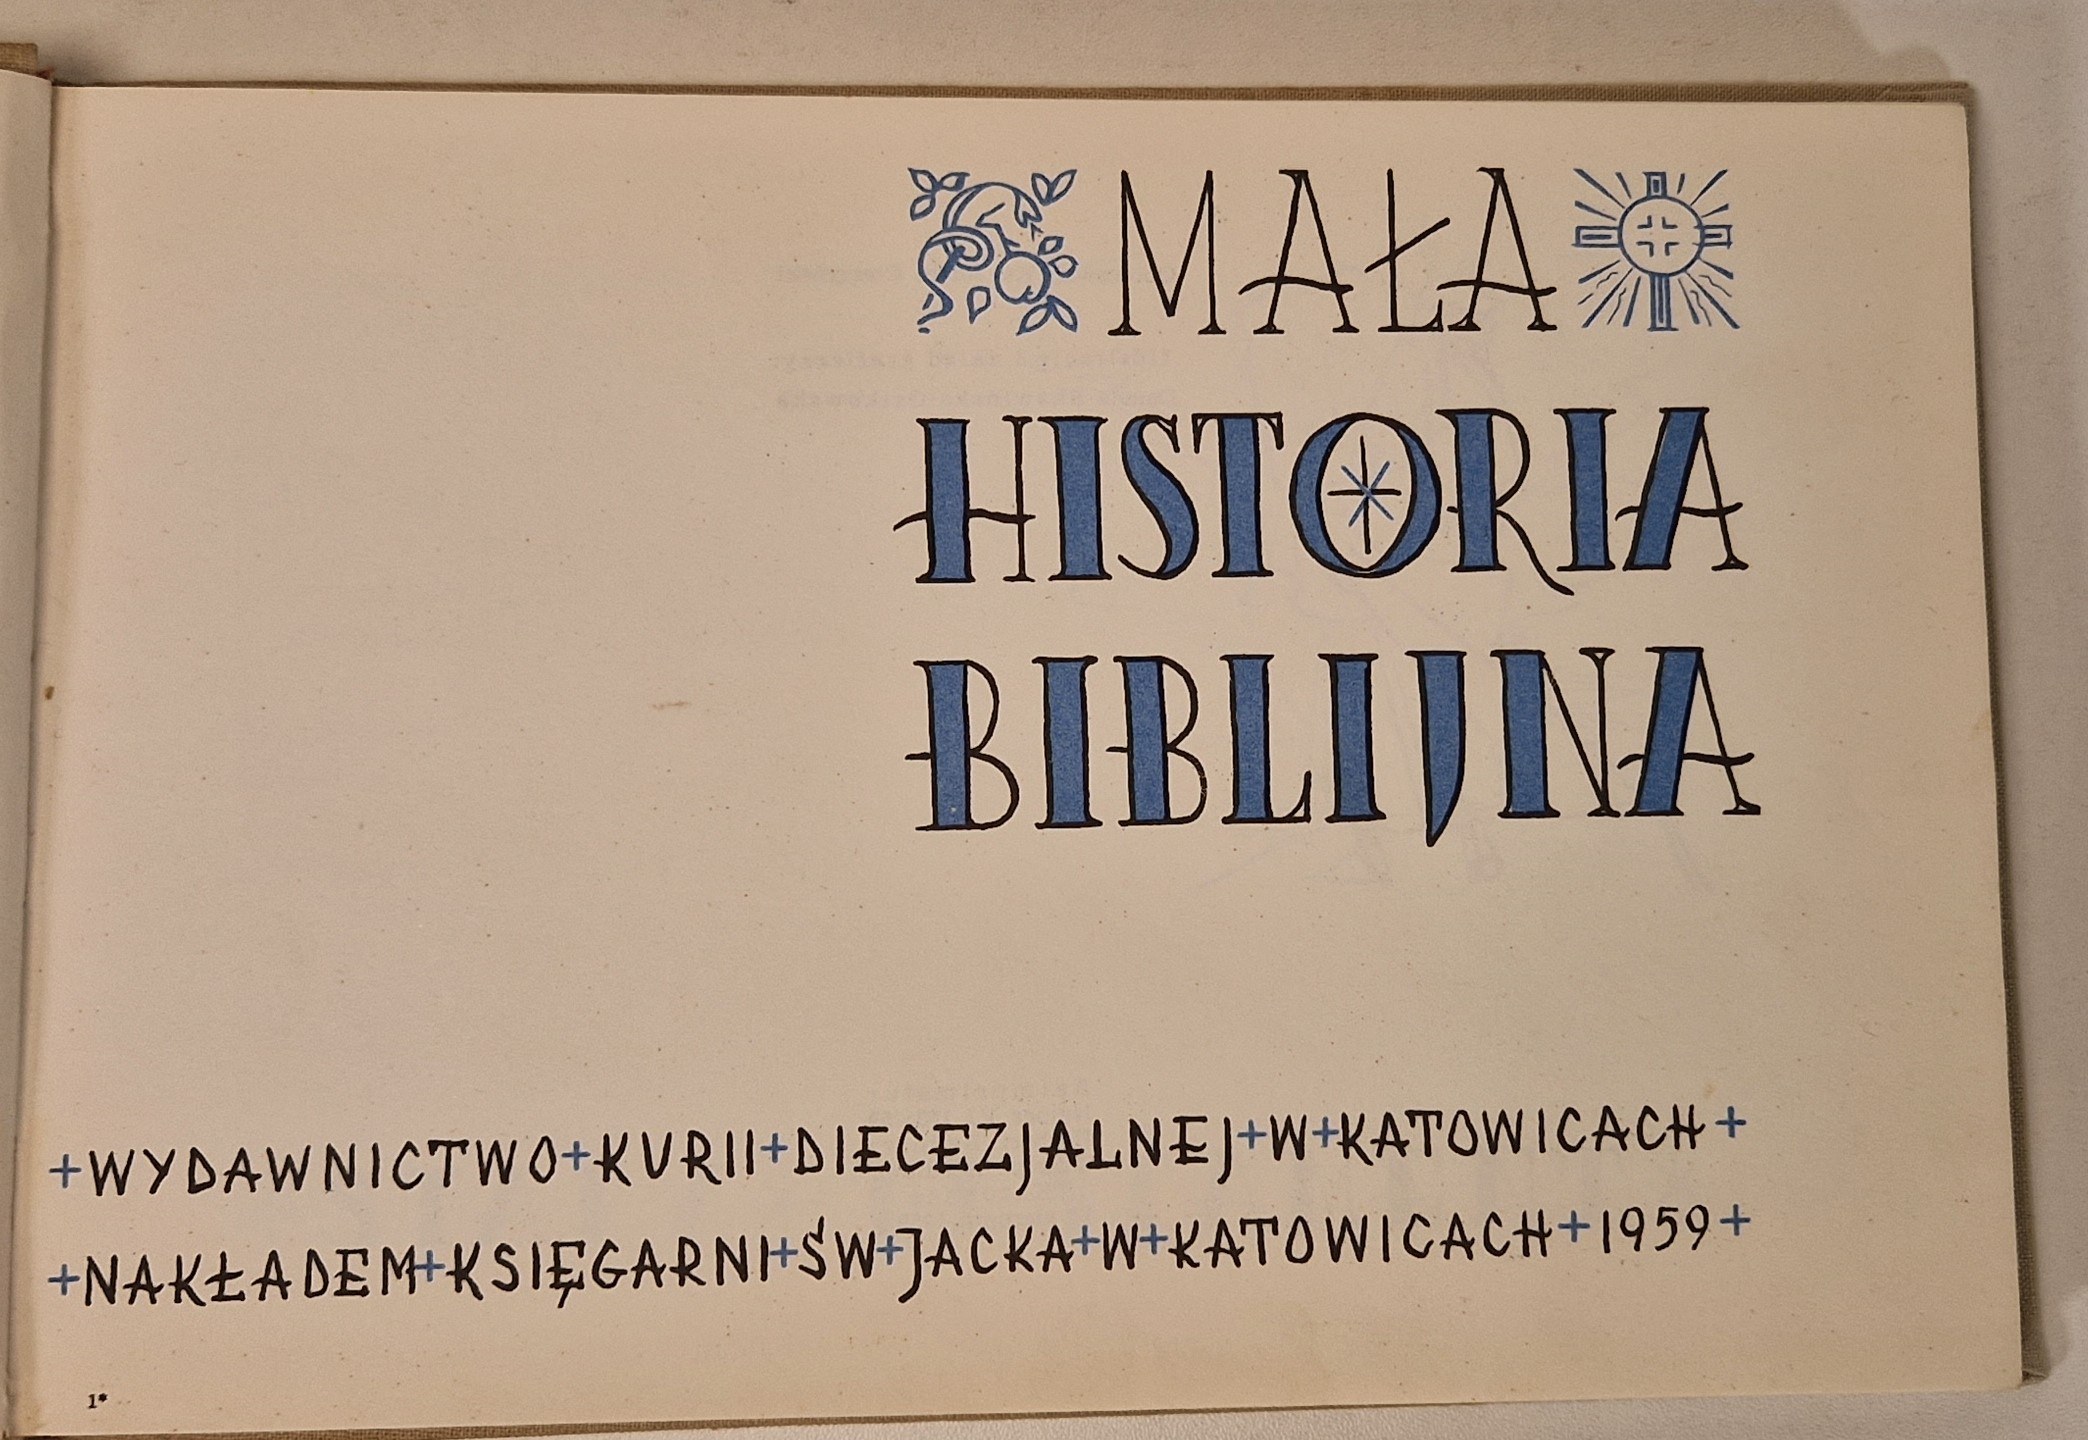 MAŁA
HISTORIA
BIBLIJNA
+WYDAWNICTWO+KURII+DIECEZJALNEJ+W+KATOWICACH+
+NAKŁADEM+KSIĘGARNI+ŚW+JACKA+W+KATOWICACH+1959+
1*